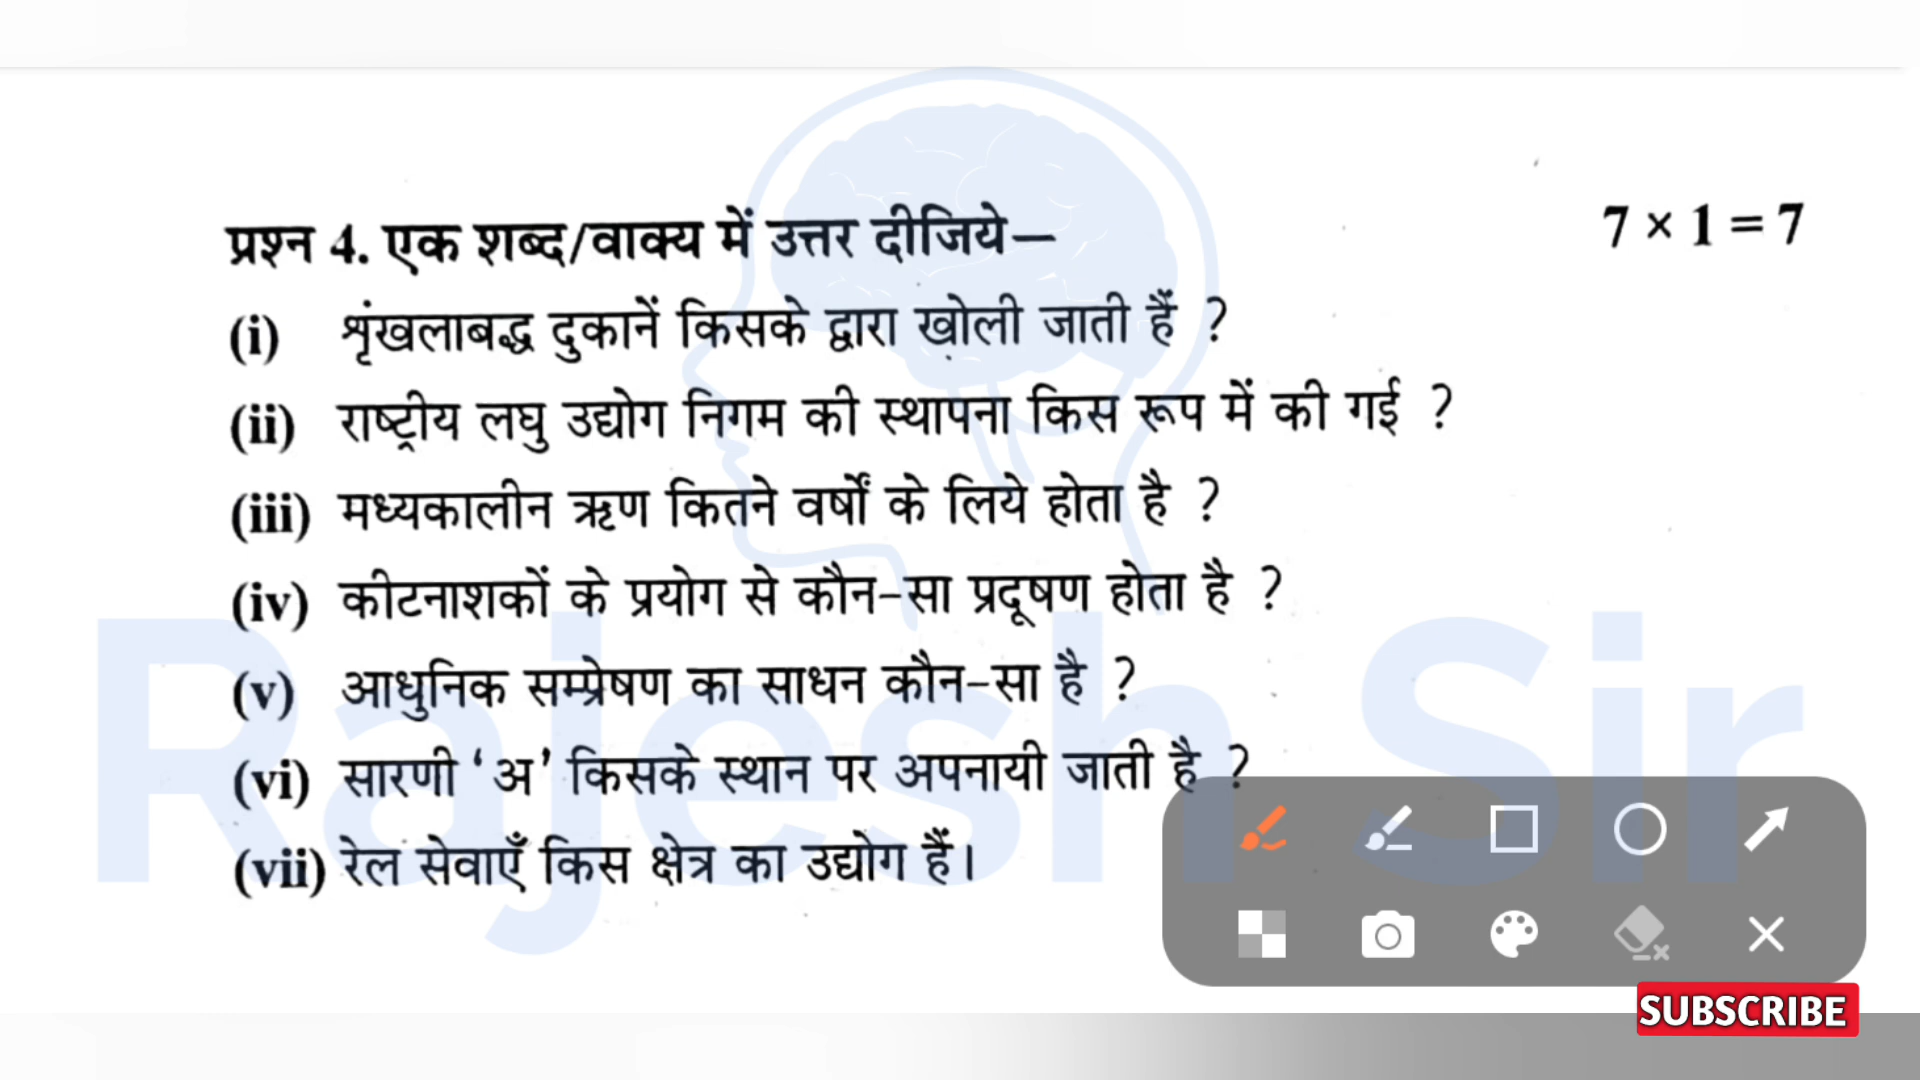 प्रश्न 4. एक शब्द/वाक्य में उत्तर दीजिये— 7 × 1 = 7
(i) शृंखलाबद्ध दुकानें किसके द्वारा खोली जाती हैं ?
(ii) राष्ट्रीय लघु उद्योग निगम की स्थापना किस रूप में की गई ?
(iii) मध्यकालीन ऋण कितने वर्षों के लिये होता है ?
(iv) कीटनाशकों के प्रयोग से कौन-सा प्रदूषण होता है ?
(v) आधुनिक सम्प्रेषण का साधन कौन-सा है ?
(vi) सारणी ‘अ’ किसके स्थान पर अपनायी जाती है ?
(vii) रेल सेवाएँ किस क्षेत्र का उद्योग हैं।
Rajesh Sir
SUBSCRIBE